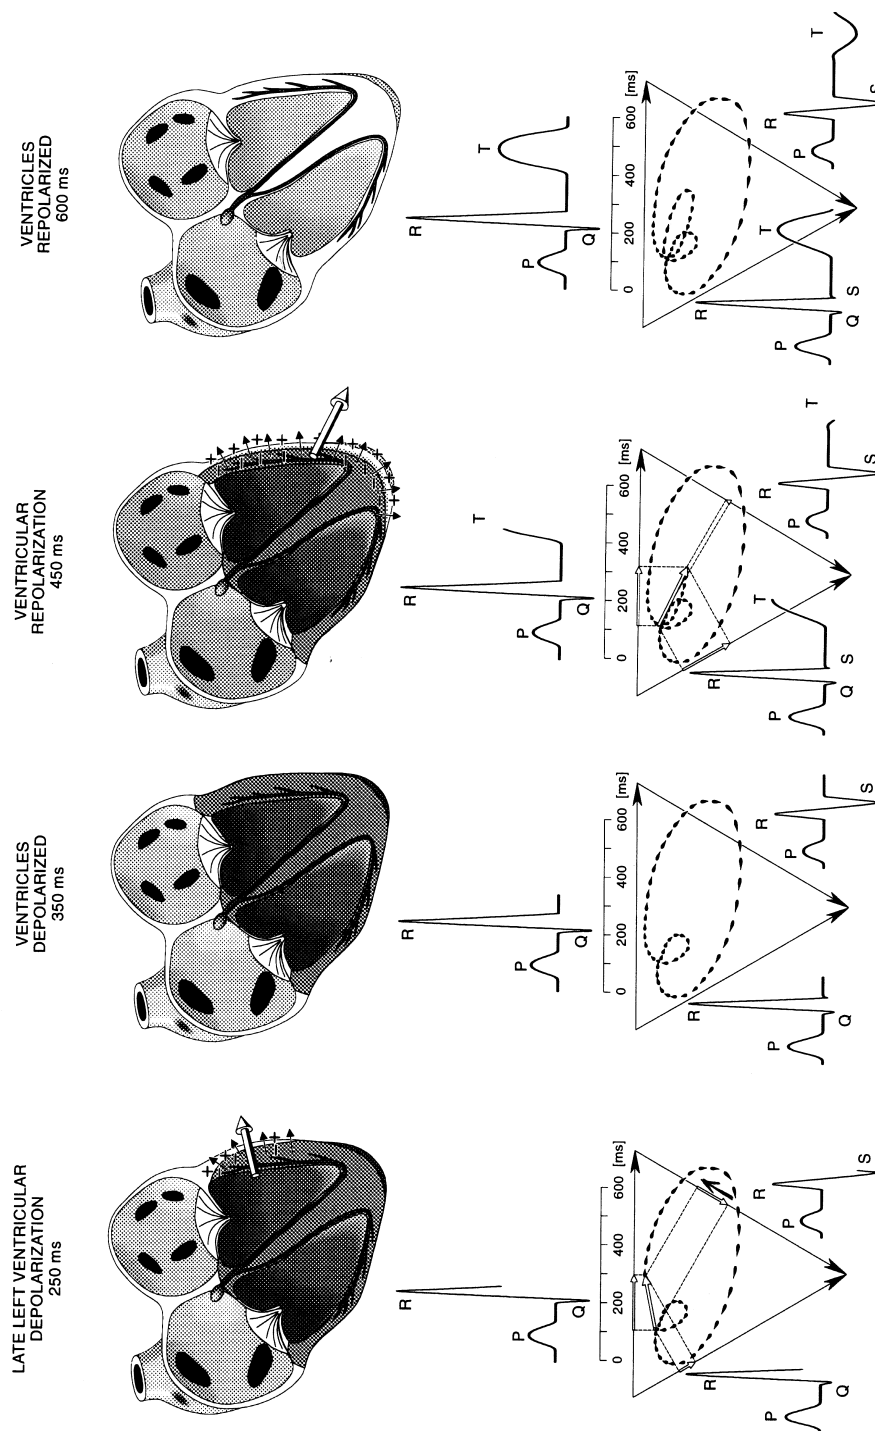 LATE LEFT VENTRICULAR
DEPOLARIZATION
250 ms
R
P
Q
0 200 400 600 [ms]
R
P
Q
R
P
S
VENTRICLES
DEPOLARIZED
350 ms
R
P
Q
0 200 400 600 [ms]
R
P
Q
R
P
S
VENTRICULAR
REPOLARIZATION
450 ms
R
T
P
Q
0 200 400 600 [ms]
R
T
P
Q S
R
T
P
S
VENTRICLES
REPOLARIZED
600 ms
R
T
P
Q
0 200 400 600 [ms]
R
T
P
Q S
R
T
P
S